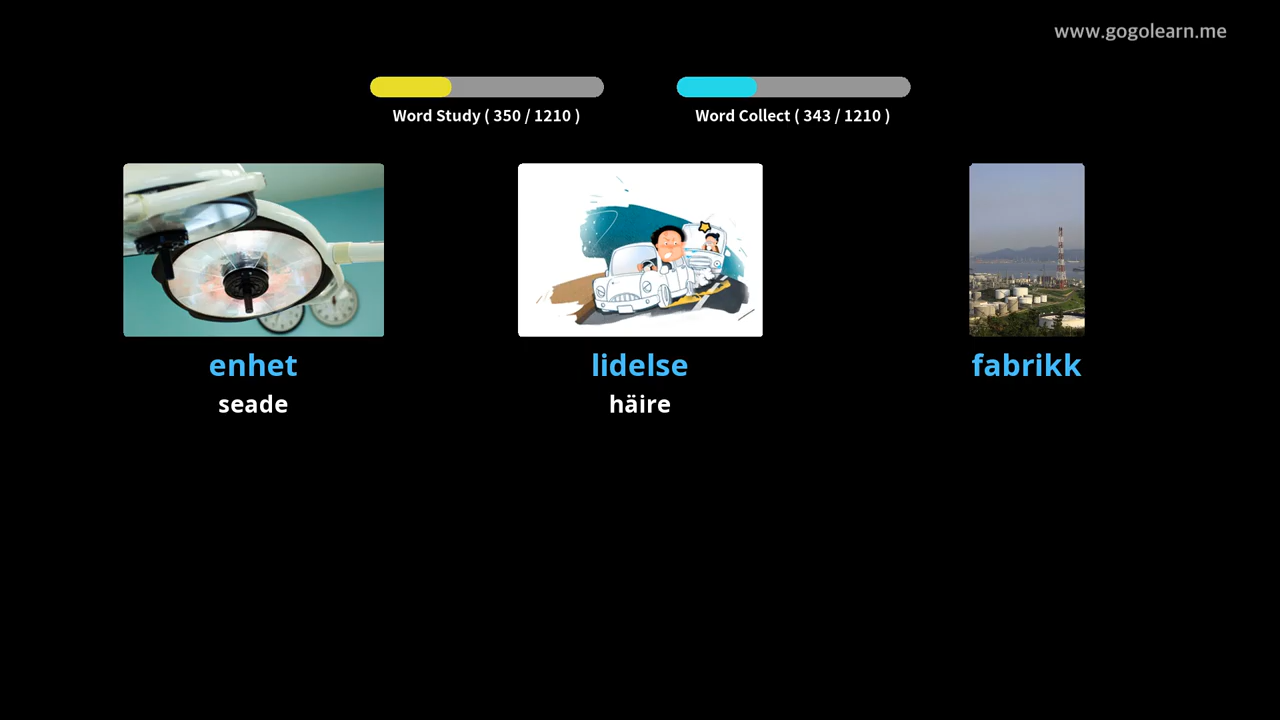 www.gogolearn.me
Word Study ( 350 / 1210 )
Word Collect ( 343 / 1210 )
enhet
seade
lidelse
häire
fabrikk